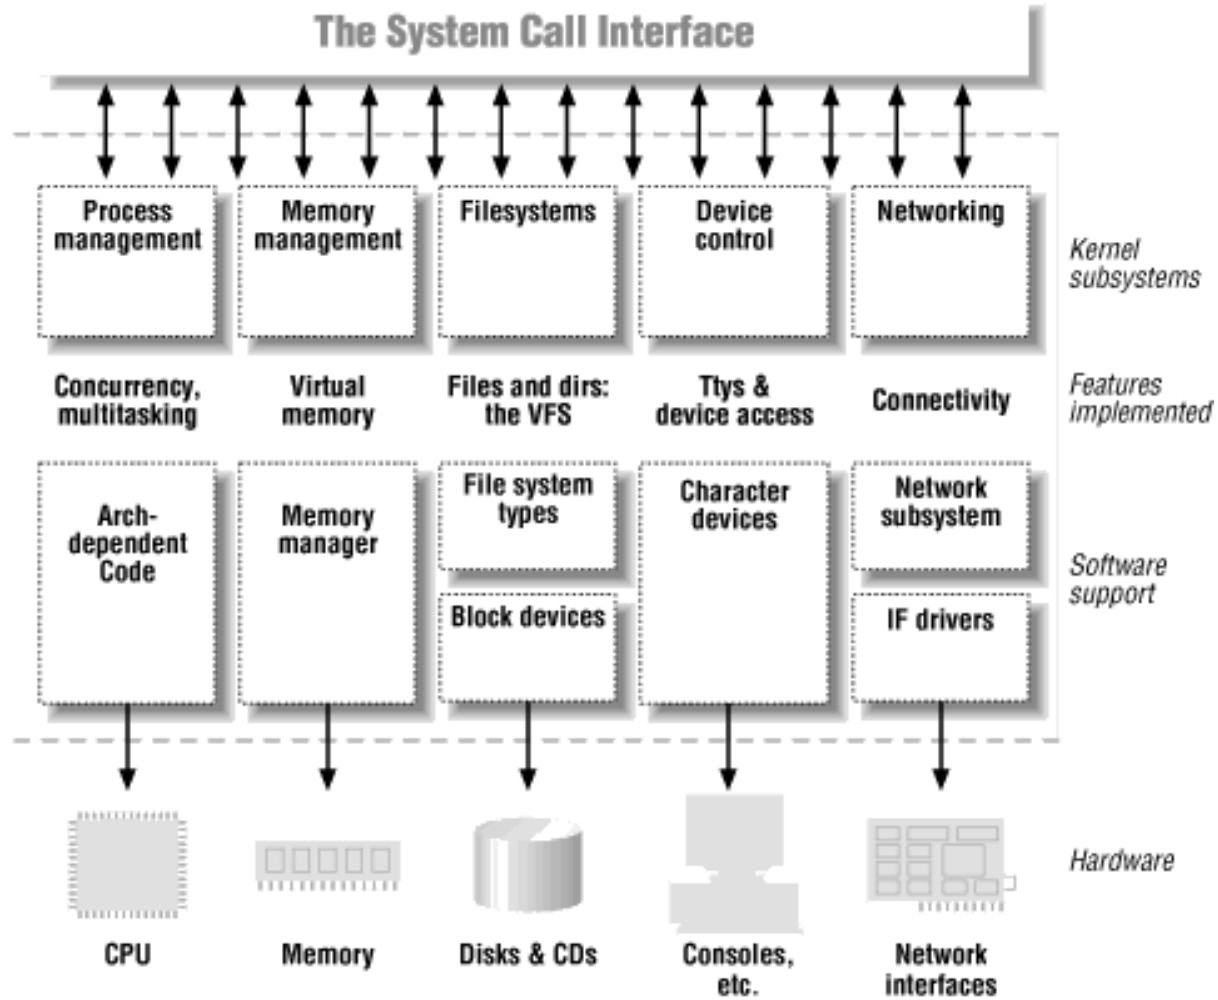 The System Call Interface
Process
management
Memory
management
Filesystems
Device
control
Networking
Kernel
subsystems
Concurrency,
multitasking
Virtual
memory
Files and dirs:
the VFS
Ttys &
device access
Connectivity
Features
implemented
Arch-
dependent
Code
Memory
manager
File system
types
Block devices
Character
devices
Network
subsystem
IF drivers
Software
support
Hardware
CPU
Memory
Disks & CDs
Consoles,
etc.
Network
interfaces